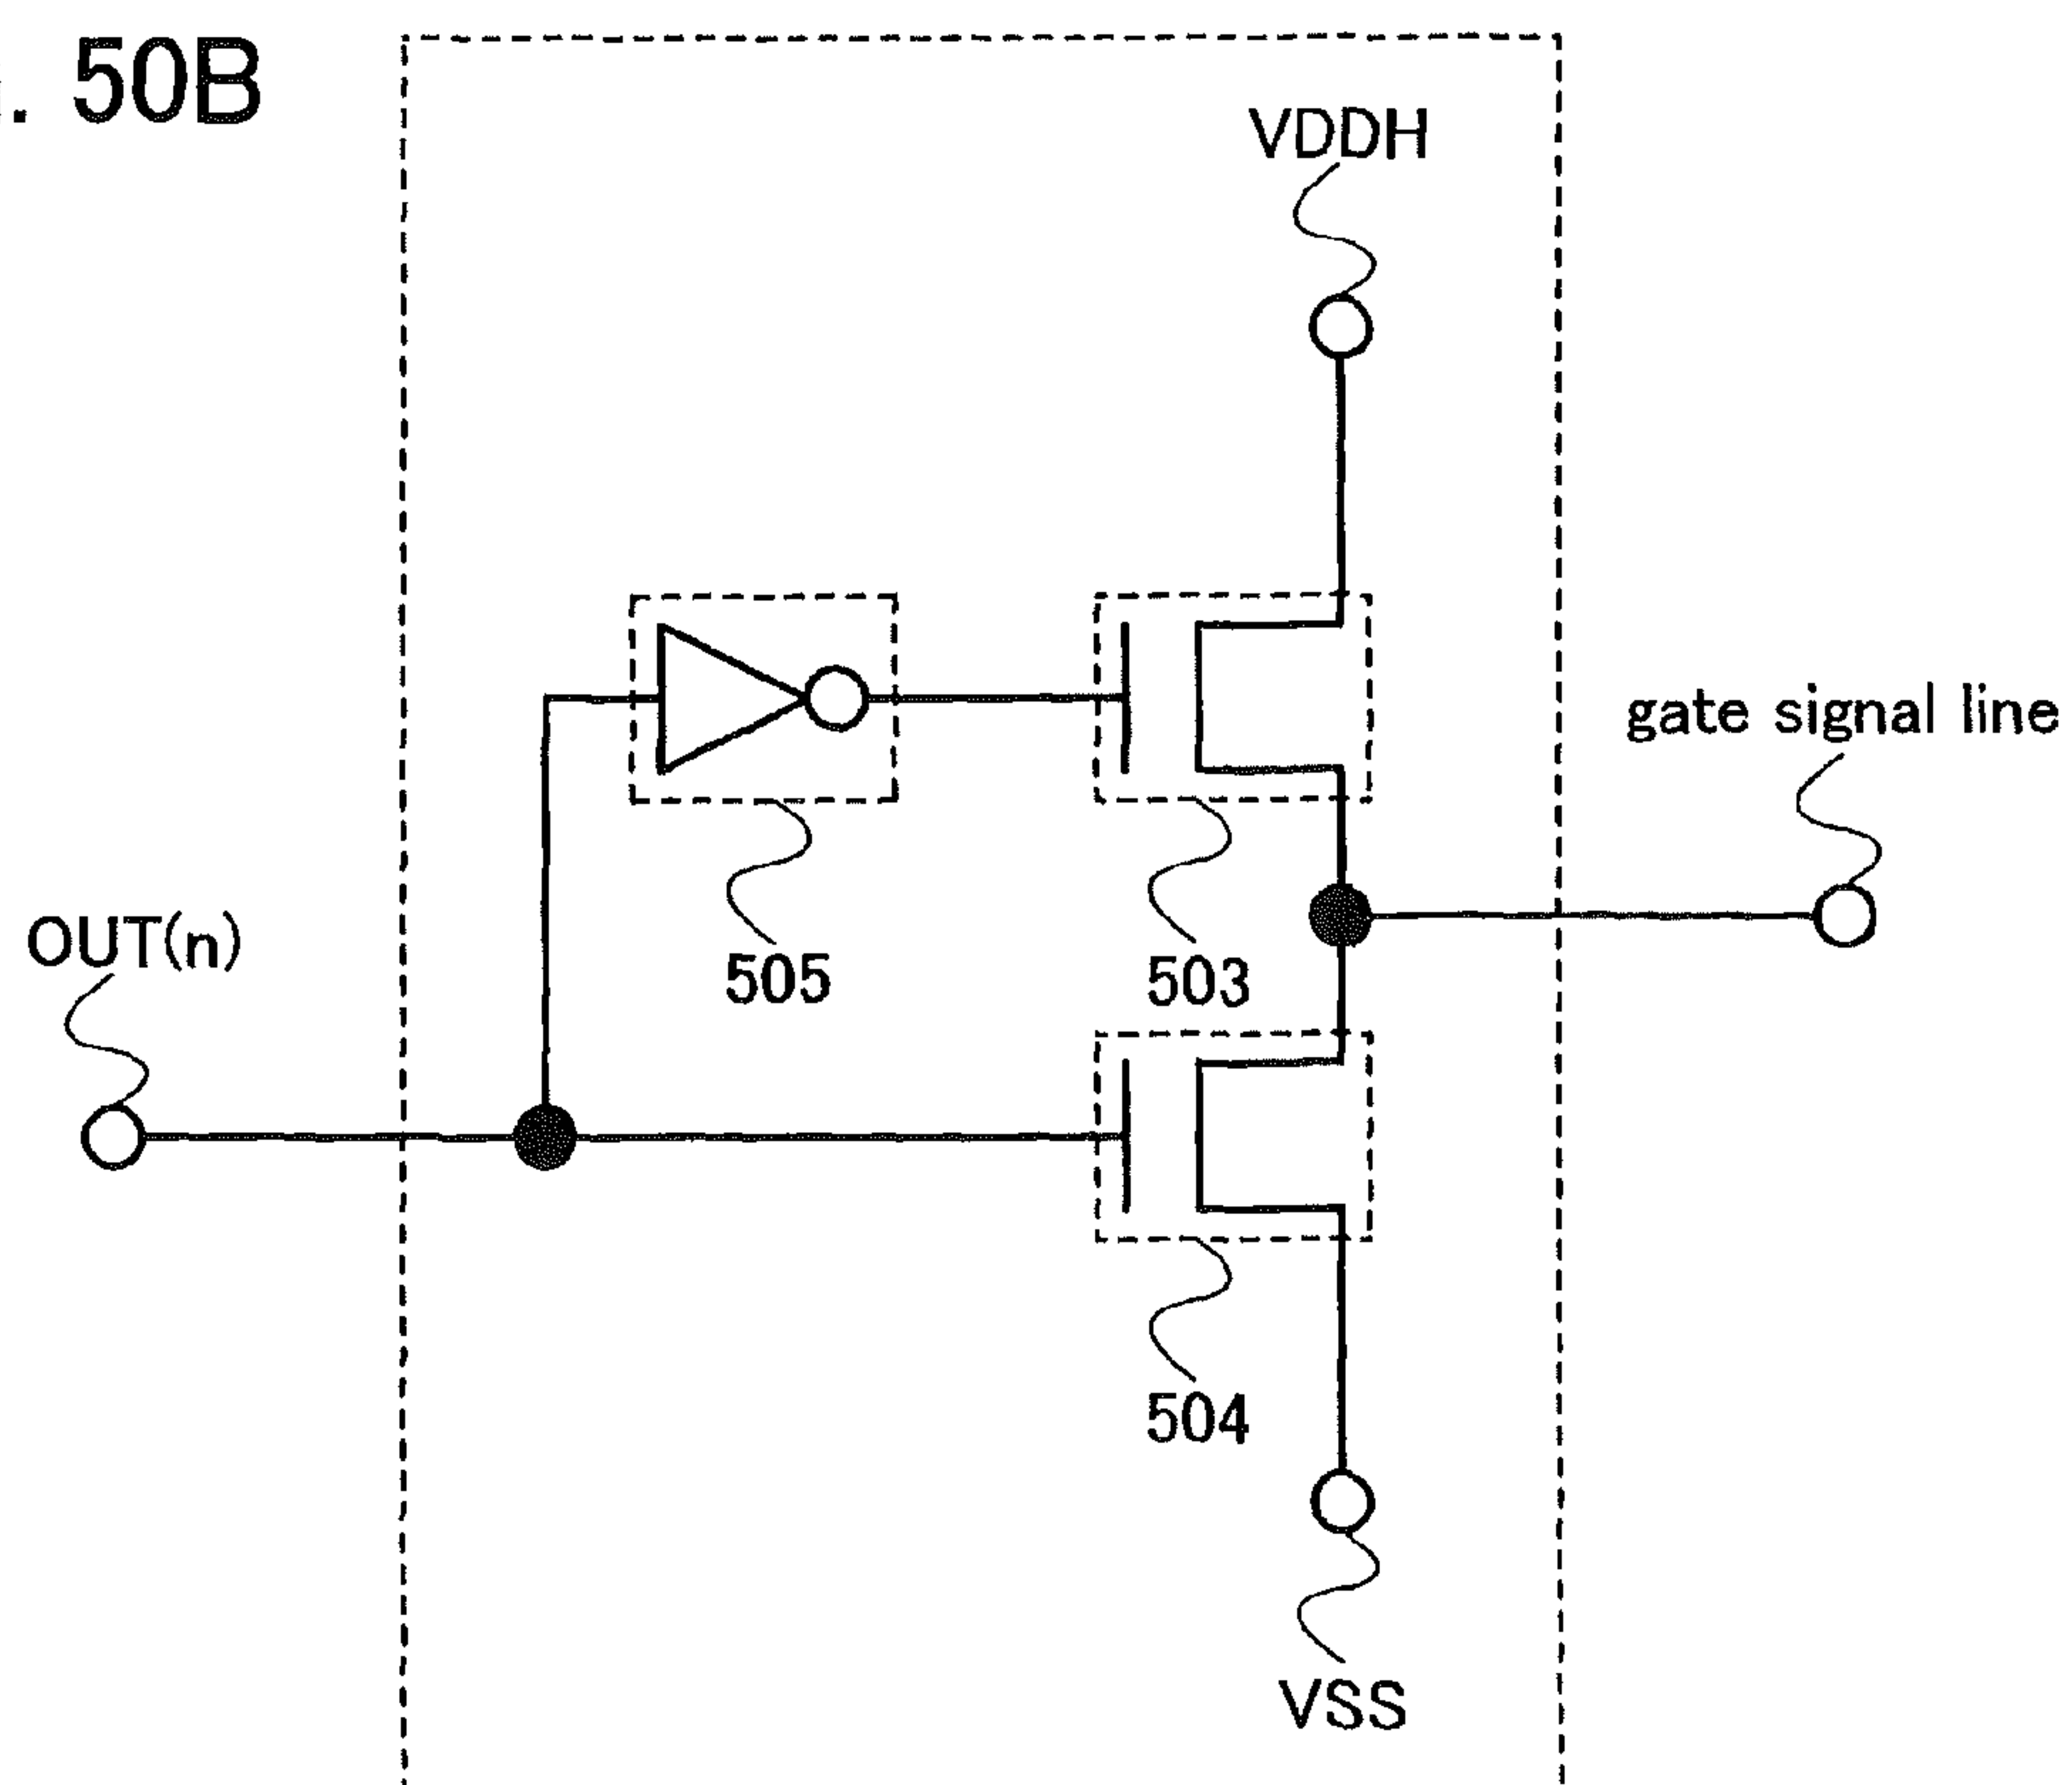 . 50B
VDDH
gate signal line
OUT(n)
505
503
504
VSS